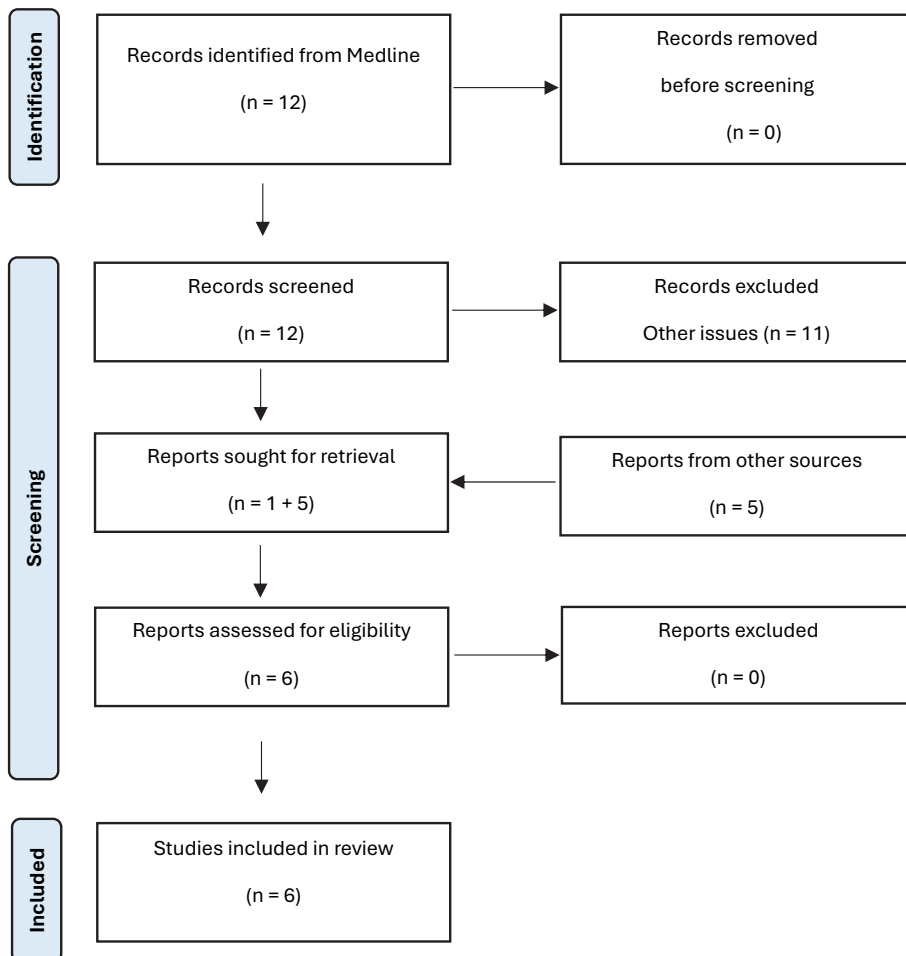 Identification
Records identified from Medline
(n = 12)
Records removed
before screening
(n = 0)
Screening
Records screened
(n = 12)
Records excluded
Other issues (n = 11)
Reports sought for retrieval
(n = 1 + 5)
Reports from other sources
(n = 5)
Reports assessed for eligibility
(n = 6)
Reports excluded
(n = 0)
Included
Studies included in review
(n = 6)